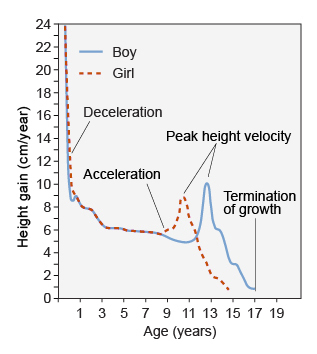 24
22
20
18
16
14
12
10
8
6
4
2
0
Height gain (cm/year)
Boy
Girl
Deceleration
Peak height velocity
Acceleration
Termination
of growth
1 3 5 7 9 11 13 15 17 19
Age (years)